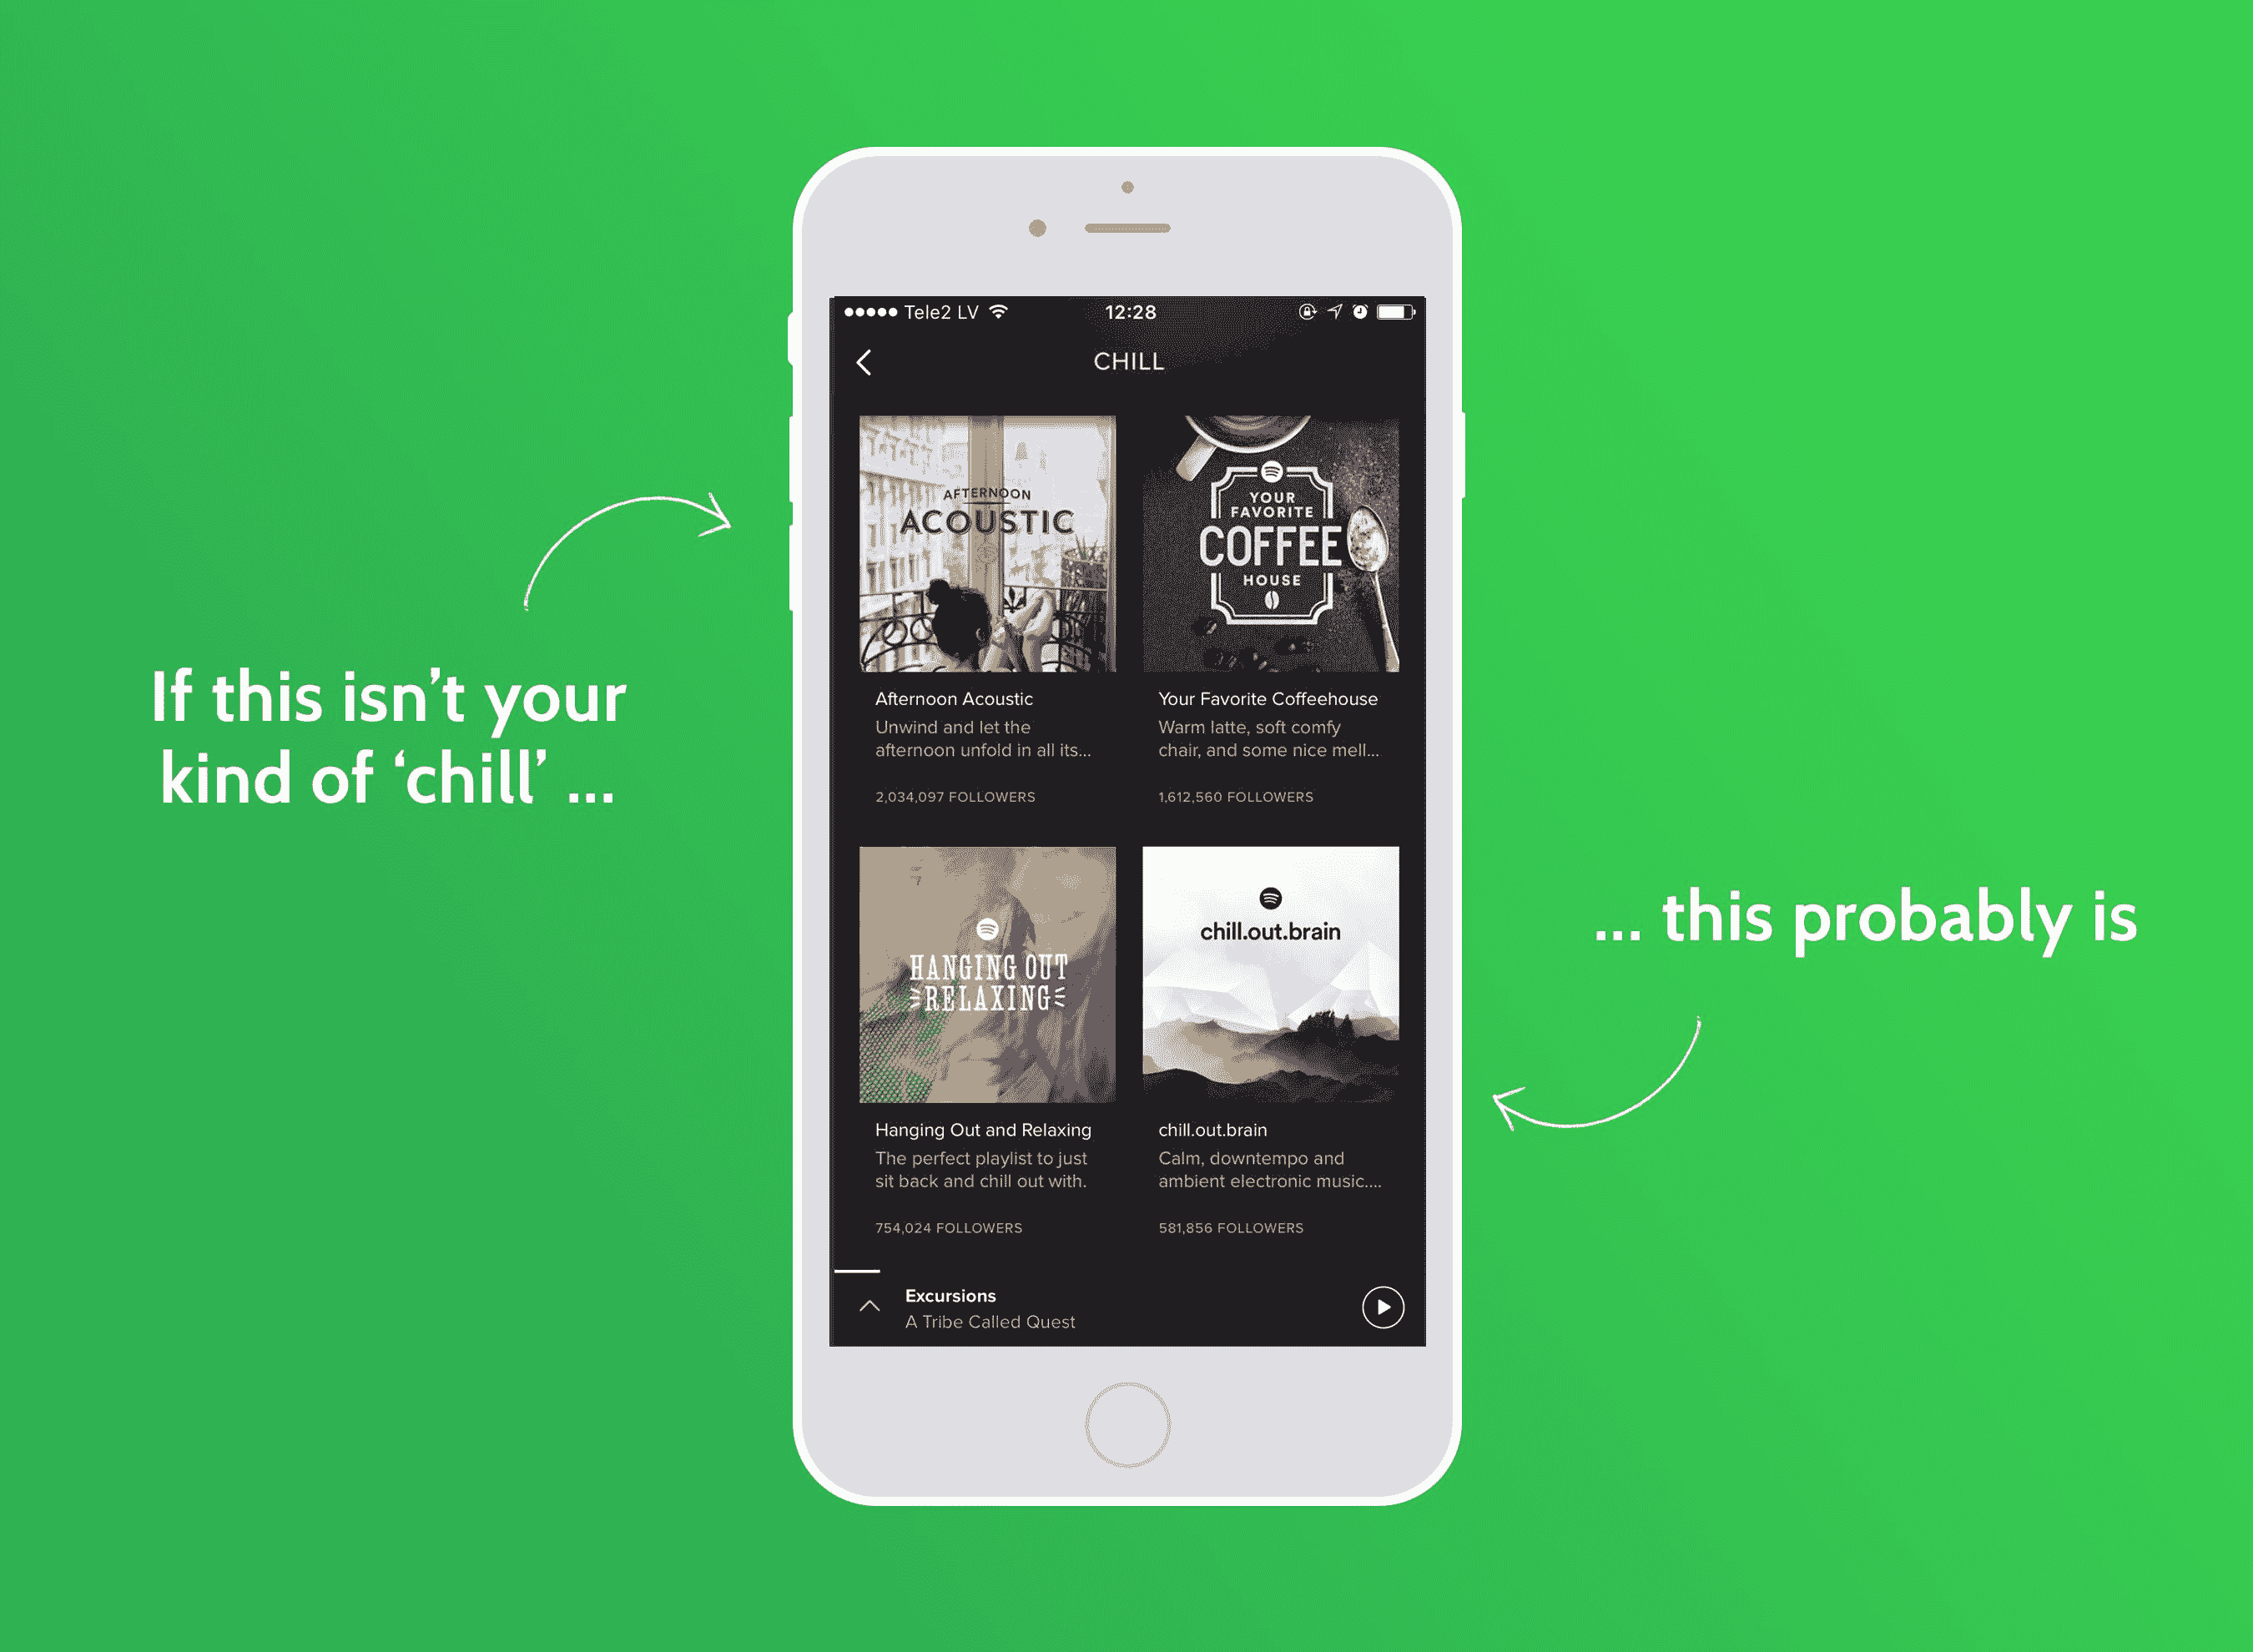 Tele2 LV 12:28
CHILL
If this isn’t your
kind of ‘chill’ ...
AFTERNOON
ACOUSTIC
YOUR
FAVORITE
COFFEE
HOUSE
Afternoon Acoustic
Unwind and let the
afternoon unfold in all its...
2,034,097 FOLLOWERS
Your Favorite Coffeehouse
Warm latte, soft comfy
chair, and some nice mell...
1,612,560 FOLLOWERS
... this probably is
HANGING OUT
RELAXING
chill.out.brain
Hanging Out and Relaxing
The perfect playlist to just
sit back and chill out with.
754,024 FOLLOWERS
chill.out.brain
Calm, downtempo and
ambient electronic music....
581,856 FOLLOWERS
Excursions
A Tribe Called Quest